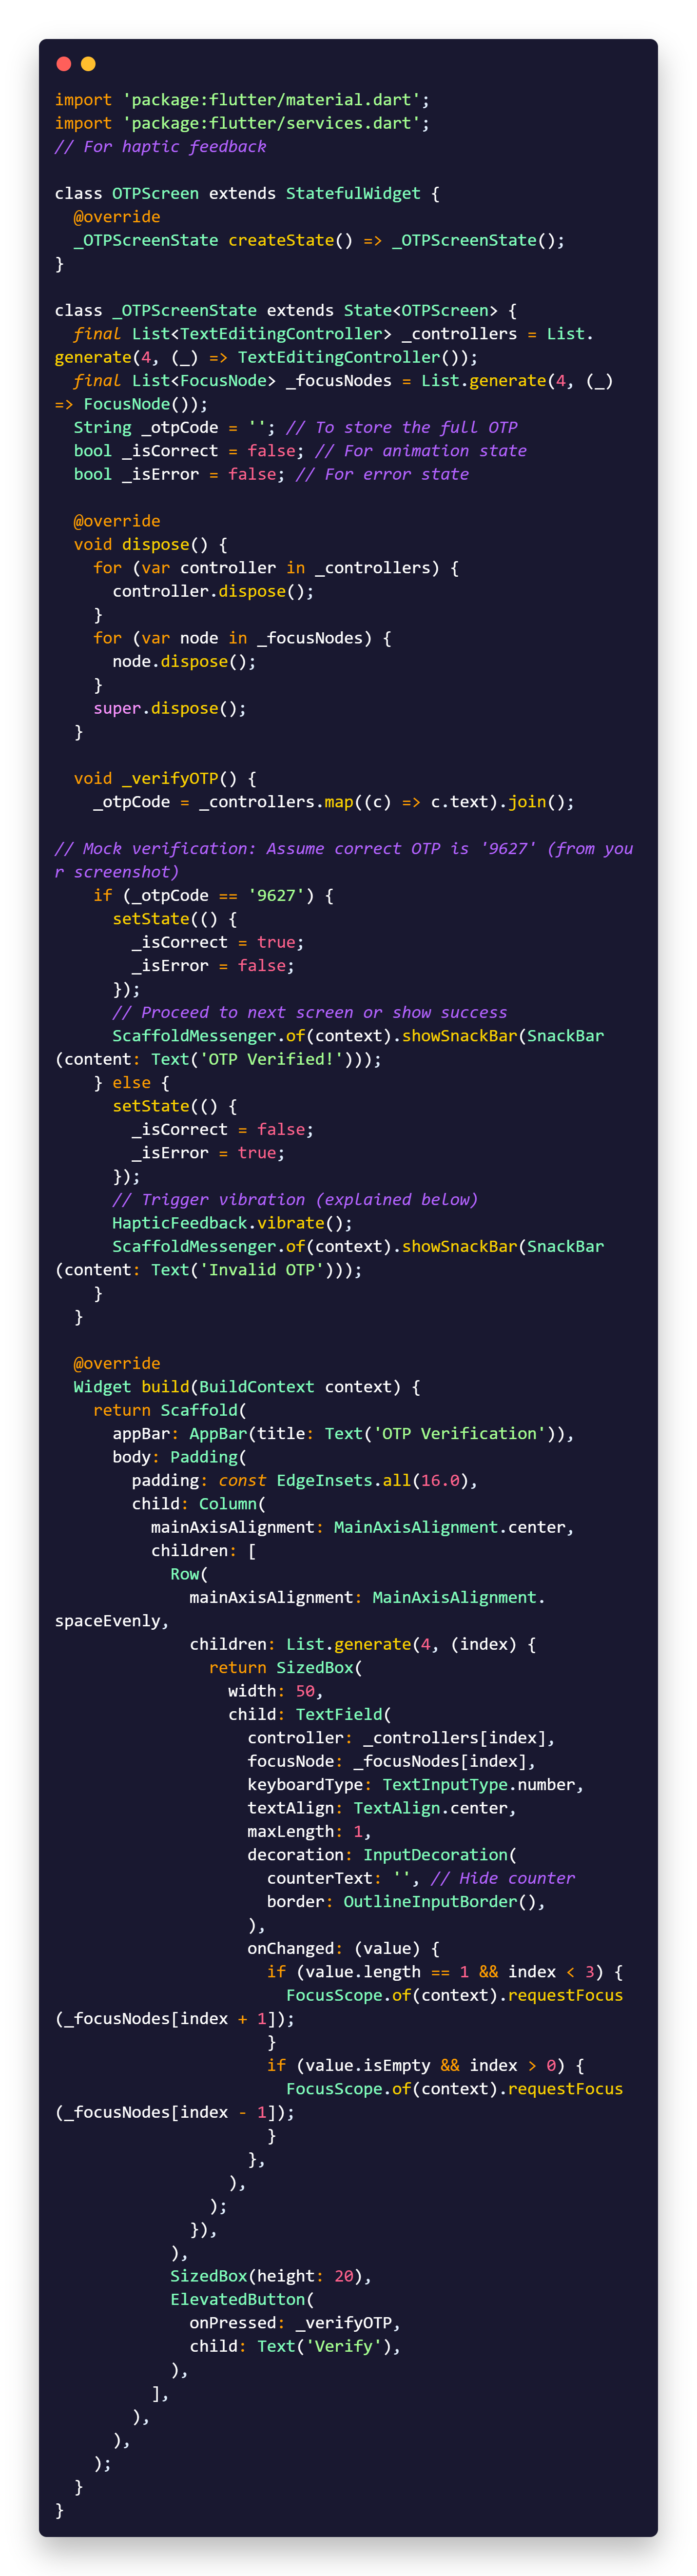 import 'package:flutter/material.dart';
import 'package:flutter/services.dart';
// For haptic feedback

class OTPScreen extends StatefulWidget {
  @override
  _OTPScreenState createState() => _OTPScreenState();
}

class _OTPScreenState extends State<OTPScreen> {
  final List<TextEditingController> _controllers = List.
generate(4, (_) => TextEditingController());
  final List<FocusNode> _focusNodes = List.generate(4, (_)
=> FocusNode());
  String _otpCode = ''; // To store the full OTP
  bool _isCorrect = false; // For animation state
  bool _isError = false; // For error state

  @override
  void dispose() {
    for (var controller in _controllers) {
      controller.dispose();
    }
    for (var node in _focusNodes) {
      node.dispose();
    }
    super.dispose();
  }

  void _verifyOTP() {
    _otpCode = _controllers.map((c) => c.text).join();

// Mock verification: Assume correct OTP is '9627' (from you
r screenshot)
    if (_otpCode == '9627') {
      setState(() {
        _isCorrect = true;
        _isError = false;
      });
      // Proceed to next screen or show success
      ScaffoldMessenger.of(context).showSnackBar(SnackBar
(content: Text('OTP Verified!')));
    } else {
      setState(() {
        _isCorrect = false;
        _isError = true;
      });
      // Trigger vibration (explained below)
      HapticFeedback.vibrate();
      ScaffoldMessenger.of(context).showSnackBar(SnackBar
(content: Text('Invalid OTP')));
    }
  }

  @override
  Widget build(BuildContext context) {
    return Scaffold(
      appBar: AppBar(title: Text('OTP Verification')),
      body: Padding(
        padding: const EdgeInsets.all(16.0),
        child: Column(
          mainAxisAlignment: MainAxisAlignment.center,
          children: [
            Row(
              mainAxisAlignment: MainAxisAlignment.
spaceEvenly,
              children: List.generate(4, (index) {
                return SizedBox(
                  width: 50,
                  child: TextField(
                    controller: _controllers[index],
                    focusNode: _focusNodes[index],
                    keyboardType: TextInputType.number,
                    textAlign: TextAlign.center,
                    maxLength: 1,
                    decoration: InputDecoration(
                      counterText: '', // Hide counter
                      border: OutlineInputBorder(),
                    ),
                    onChanged: (value) {
                      if (value.length == 1 && index < 3) {
                        FocusScope.of(context).requestFocus
(_focusNodes[index + 1]);
                      }
                      if (value.isEmpty && index > 0) {
                        FocusScope.of(context).requestFocus
(_focusNodes[index - 1]);
                      }
                    },
                  ),
                );
              }),
            ),
            SizedBox(height: 20),
            ElevatedButton(
              onPressed: _verifyOTP,
              child: Text('Verify'),
            ),
          ],
        ),
      ),
    );
  }
}